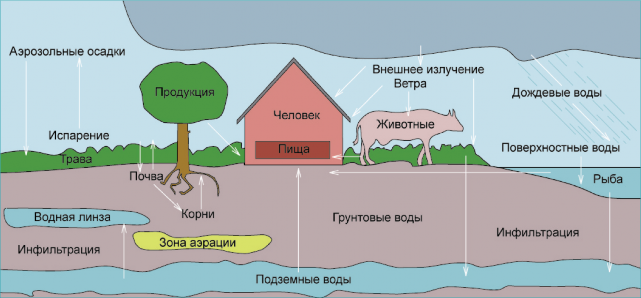 Аэрозольные осадки
Внешнее излучение
Ветра
Продукция
Дождевые воды
Человек
Животные
Испарение
Пища
Поверхностные воды
Трава
Почва
Рыба
Водная линза
Корни
Грунтовые воды
Инфильтрация
Зона аэрации
Инфильтрация
Подземные воды